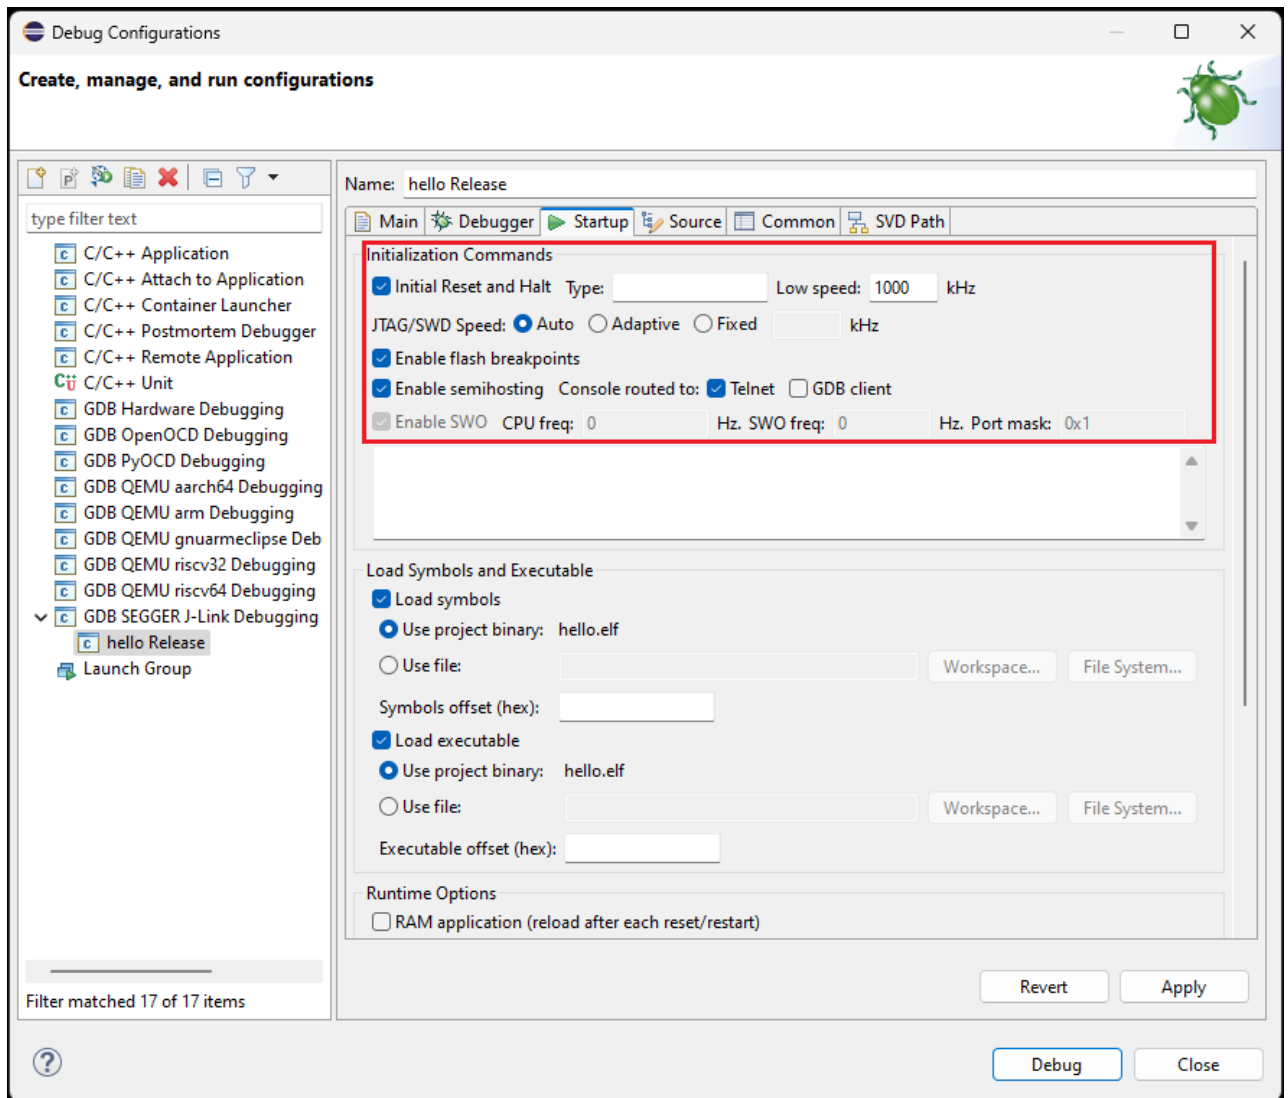 Debug Configurations
Create, manage, and run configurations
type filter text
C/C++ Application
C/C++ Attach to Application
C/C++ Container Launcher
C/C++ Postmortem Debugger
C/C++ Remote Application
C/C++ Unit
GDB Hardware Debugging
GDB OpenOCD Debugging
GDB PyOCD Debugging
GDB QEMU aarch64 Debugging
GDB QEMU arm Debugging
GDB QEMU gnuarmeclipse Deb
GDB QEMU riscv32 Debugging
GDB QEMU riscv64 Debugging
GDB SEGGER J-Link Debugging
hello Release
Launch Group
Filter matched 17 of 17 items
Name: hello Release
Main Debugger Startup Source Common SVD Path
Initialization Commands
Initial Reset and Halt Type: Low speed: 1000 kHz
JTAG/SWD Speed: Auto Adaptive Fixed kHz
Enable flash breakpoints
Enable semihosting Console routed to: Telnet GDB client
Enable SWO CPU freq: 0 Hz. SWO freq: 0 Hz. Port mask: 0x1
Load Symbols and Executable
Load symbols
Use project binary: hello.elf
Use file: Workspace... File System...
Symbols offset (hex):
Load executable
Use project binary: hello.elf
Use file: Workspace... File System...
Executable offset (hex):
Runtime Options
RAM application (reload after each reset/restart)
Revert Apply
Debug Close